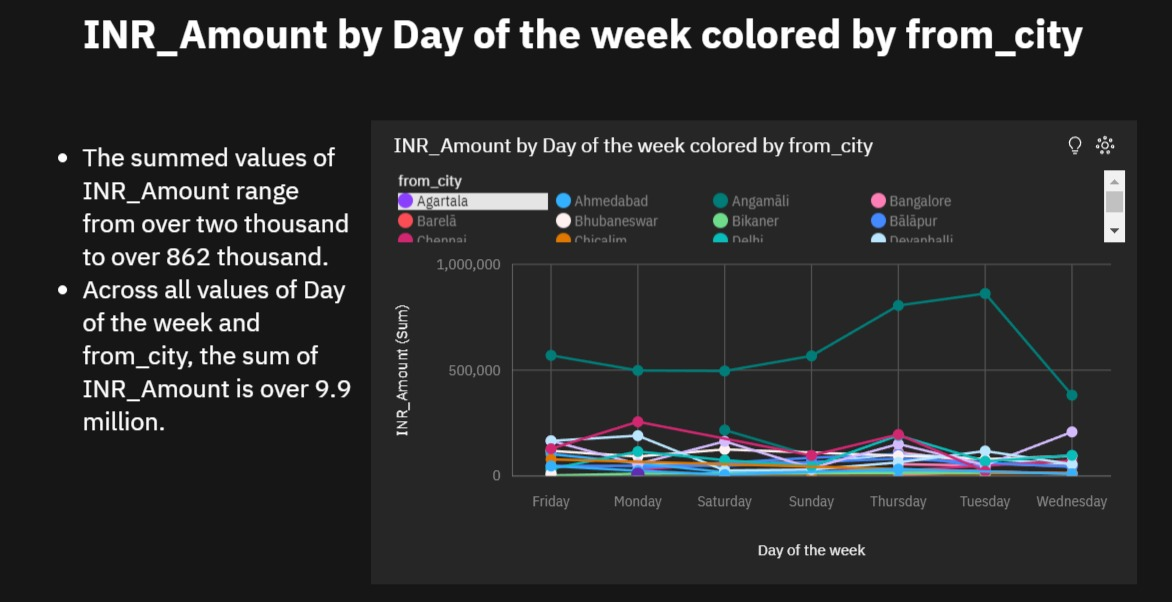 INR_Amount by Day of the week colored by from_city
• The summed values of
INR_Amount range
from over two thousand
to over 862 thousand.
• Across all values of Day
of the week and
from_city, the sum of
INR_Amount is over 9.9
million.
INR_Amount by Day of the week colored by from_city
from_city
Agartala Ahmedabad Angamāli Bangalore
Barelā Bhubaneswar Bikaner Bālāpur
Chennai Chicalim Delhi Devanhalli
1,000,000
500,000
0
INR_Amount (Sum)
Friday Monday Saturday Sunday Thursday Tuesday Wednesday
Day of the week